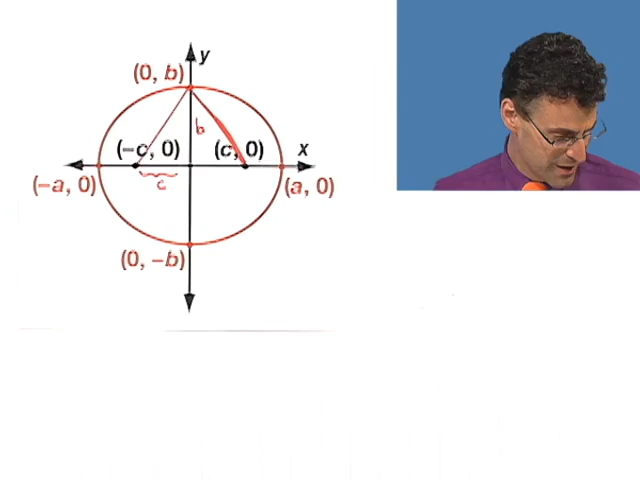 y
(0, b)
b
(−c, 0) (c, 0) x
c
(−a, 0) (a, 0)
(0, −b)